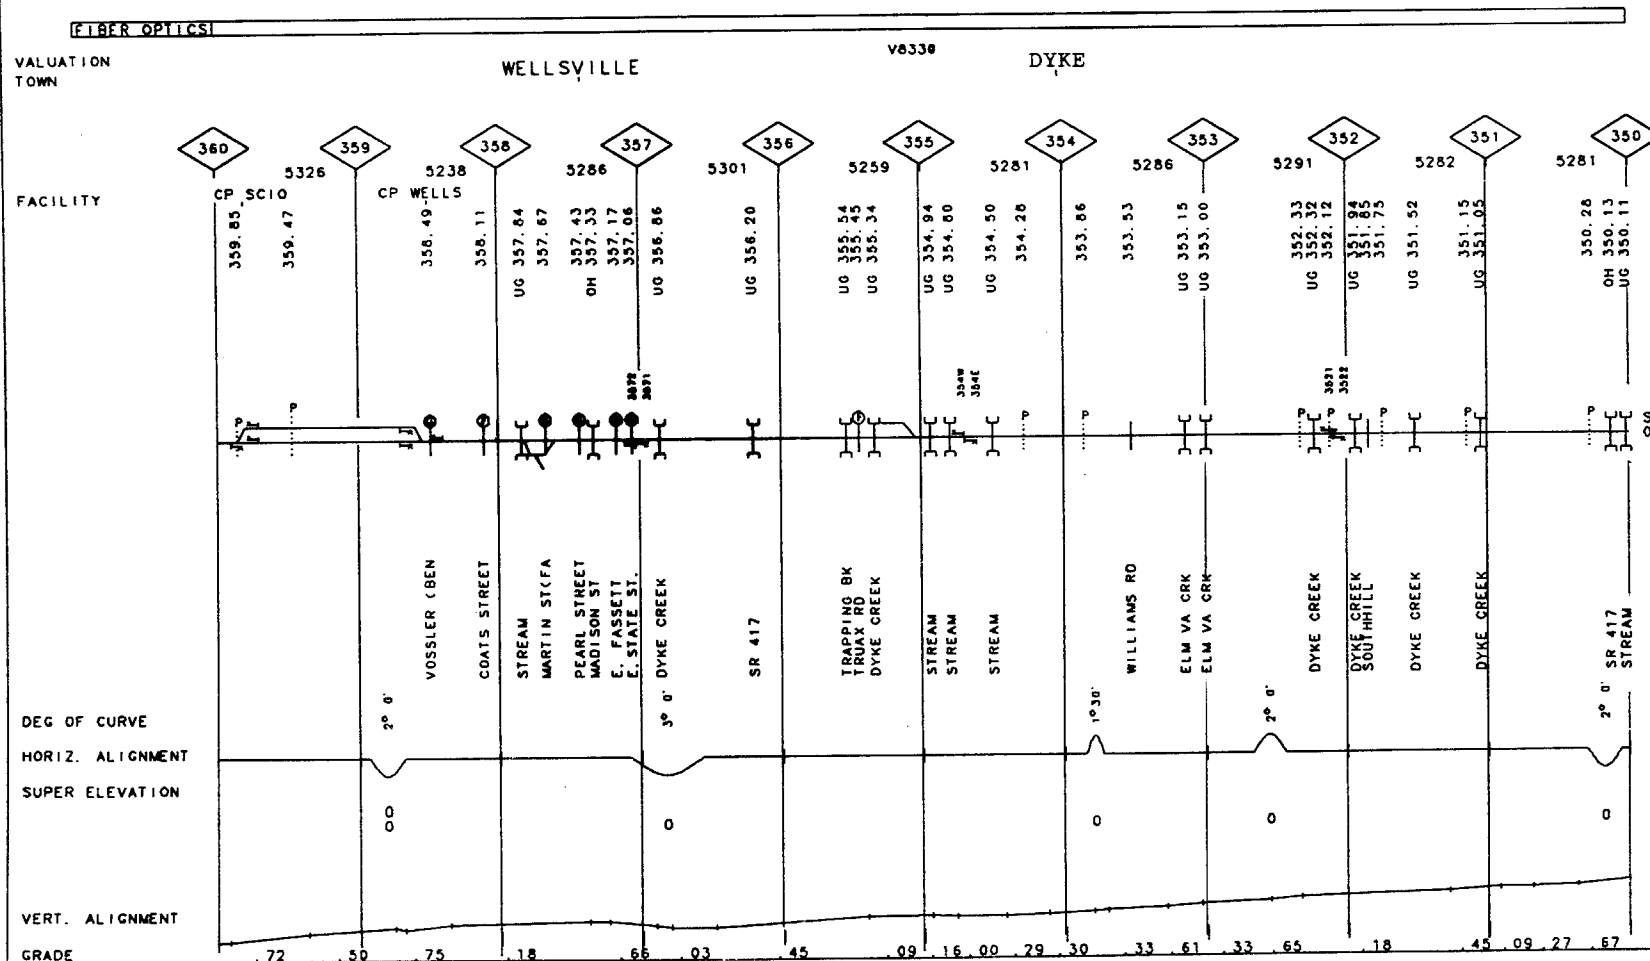 FIBER OPTICS
VALUATION V8330
TOWN WELLSVILLE DYKE
360 359 358 357 356 355 354 353 352 351 350
5326 5238 5286 5301 5259 5281 5286 5291 5282 5281
FACILITY CP SCIO CP WELLS
359.85
359.47
358.49
358.11
UG 357.84
357.67
357.43
OH 357.33
357.17
357.06
UG 356.86
UG 356.20
UG 355.54
355.45
UG 355.34
UG 354.94
UG 354.80
UG 354.50
354.28
353.86
353.53
UG 353.15
UG 353.00
352.33
UG 352.32
352.12
UG 351.94
351.85
351.75
UG 351.52
351.15
UG 351.05
350.28
OH 350.13
UG 350.11
3572
3571
354W
354E
3521
3522
P P P P P P P P P
VOSSLER (BEN
COATS STREET
STREAM
MARTIN ST(FA
PEARL STREET
MADISON ST
E. FASSETT
E. STATE ST.
DYKE CREEK
SR 417
TRAPPING BK
TRUAX RD
DYKE CREEK
STREAM
STREAM
STREAM
WILLIAMS RD
ELM VA CRK
ELM VA CRK
DYKE CREEK
DYKE CREEK
SOUTHHILL
DYKE CREEK
DYKE CREEK
SR 417
STREAM
DEG OF CURVE 2° 0' 3° 0' 1° 30' 2° 0' 2° 0'
HORIZ. ALIGNMENT
SUPER ELEVATION
0 0 0 0 0
0
VERT. ALIGNMENT
GRADE .72 .50 .75 .18 .66 .03 .45 .09 .16 .00 .29 .30 .33 .61 .33 .65 .18 .45 .09 .27 .67